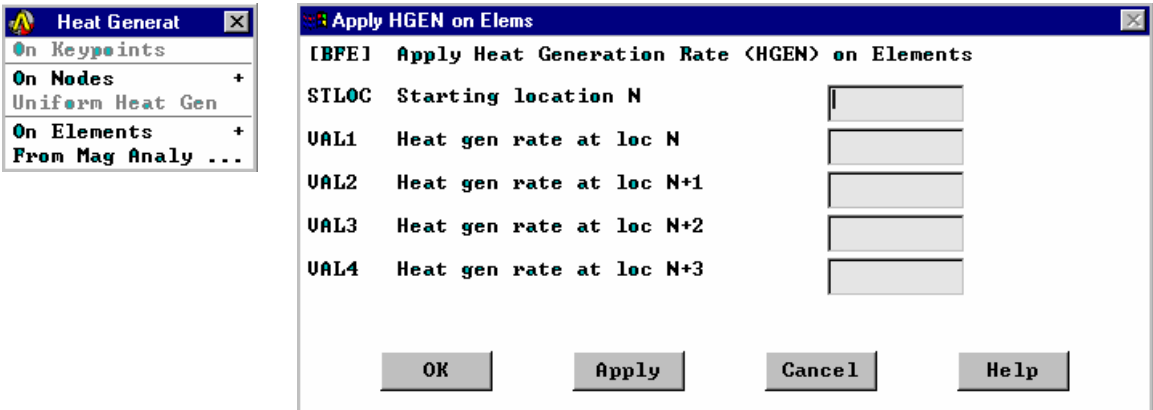 Heat Generat
On Keypoints
On Nodes +
Uniform Heat Gen
On Elements +
From Mag Analy ...
Apply HGEN on Elems
[BFE] Apply Heat Generation Rate (HGEN) on Elements
STLOC Starting location N
VAL1 Heat gen rate at loc N
VAL2 Heat gen rate at loc N+1
VAL3 Heat gen rate at loc N+2
VAL4 Heat gen rate at loc N+3
OK Apply Cancel Help